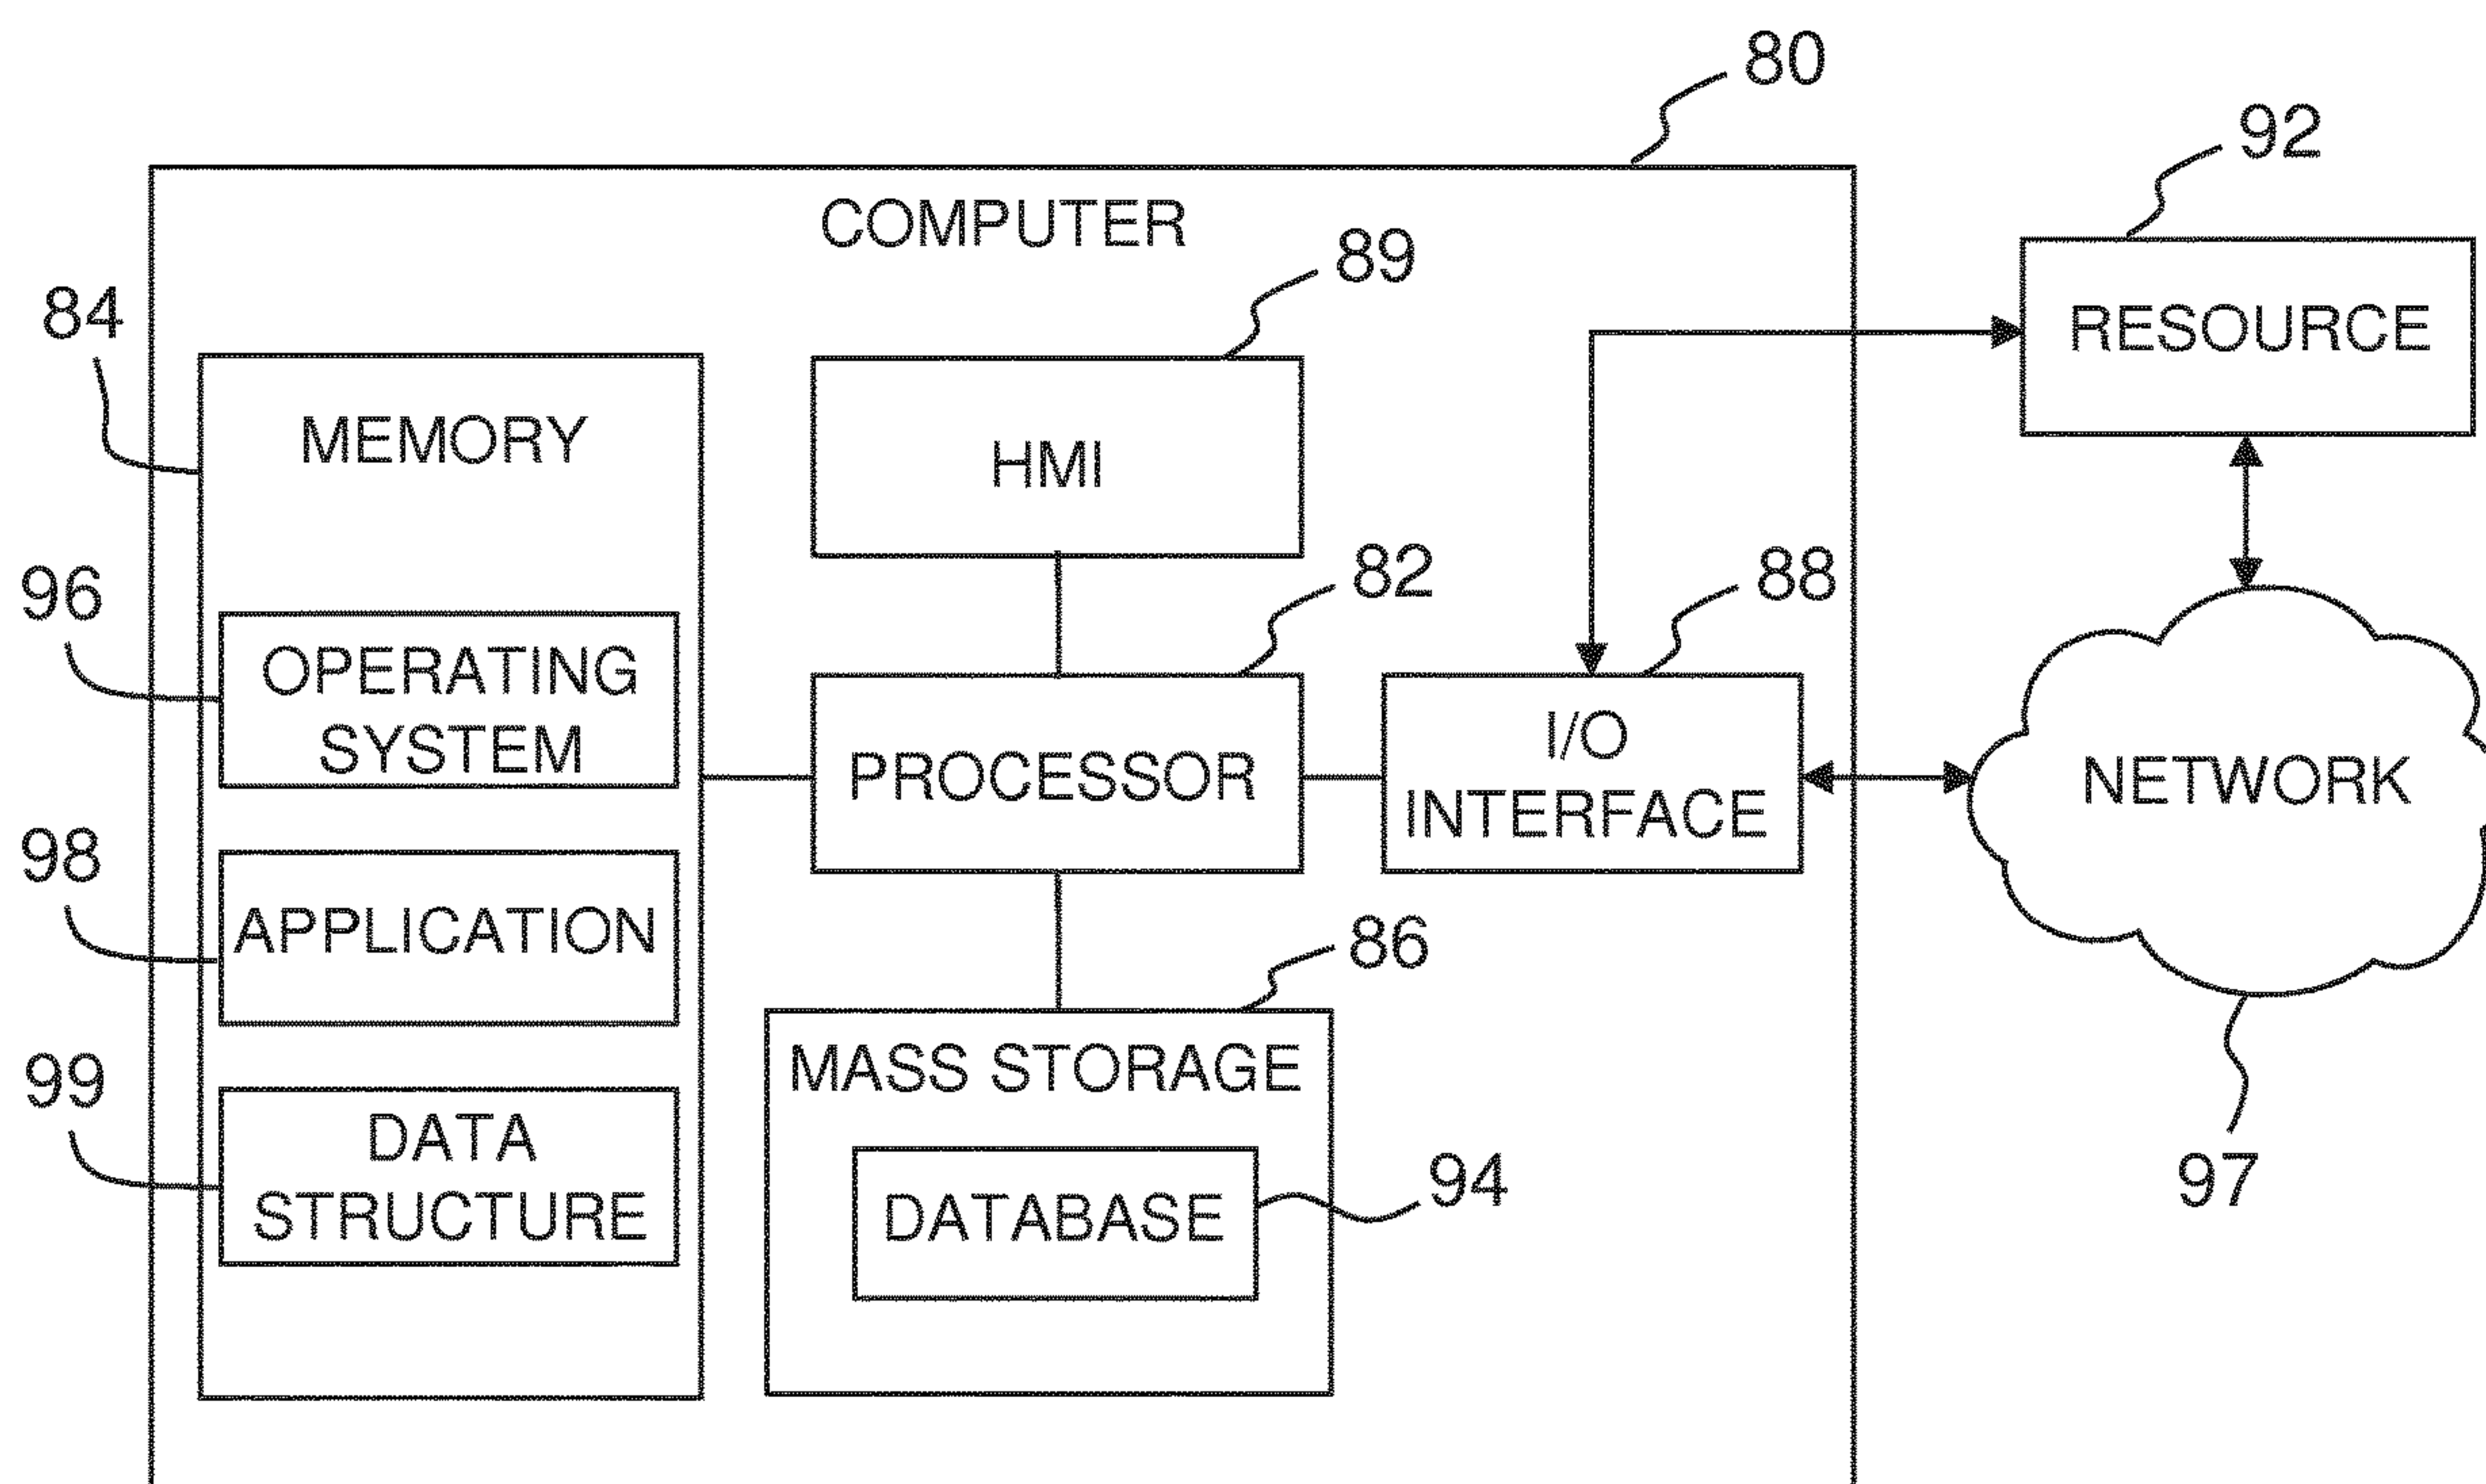 80
92
COMPUTER
89
84
RESOURCE
MEMORY
HMI
96
82
88
OPERATING
SYSTEM
I/O
INTERFACE
PROCESSOR
NETWORK
98
APPLICATION
86
99
MASS STORAGE
DATA
STRUCTURE
DATABASE
94
97